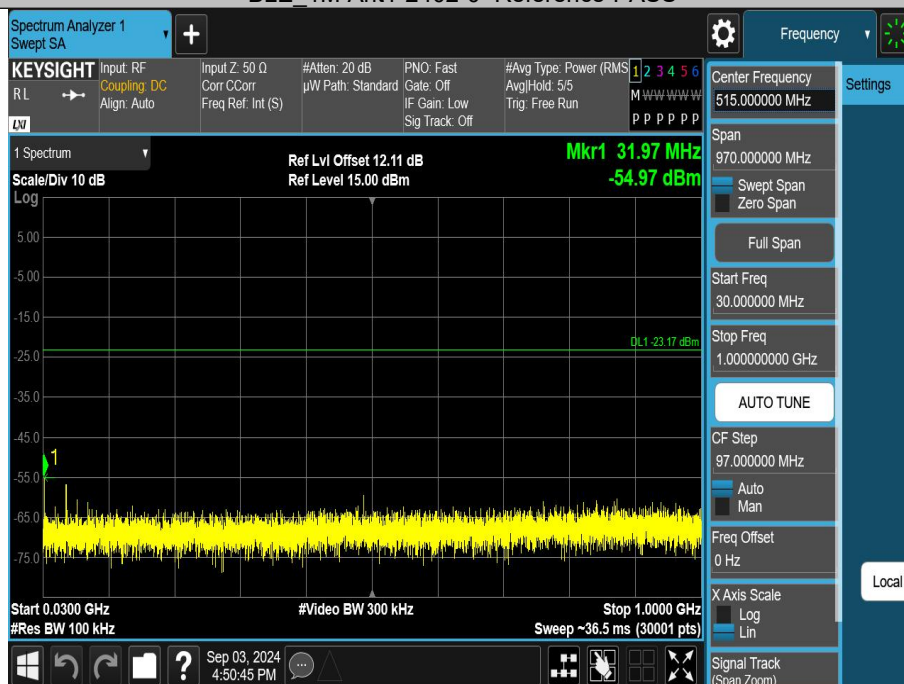 Spectrum Analyzer 1
Swept SA
Frequency
KEYSIGHT
RL
LXI
Input: RF
Coupling: DC
Align: Auto
Input Z: 50 Ω
Corr CCorr
Freq Ref: Int (S)
#Atten: 20 dB
µW Path: Standard
PNO: Fast
Gate: Off
IF Gain: Low
Sig Track: Off
#Avg Type: Power (RMS
Avg|Hold: 5/5
Trig: Free Run
1 2 3 4 5 6
M W W W W W
P P P P P P
1 Spectrum
Scale/Div 10 dB
Log
Ref Lvl Offset 12.11 dB
Ref Level 15.00 dBm
Mkr1 31.97 MHz
-54.97 dBm
5.00
-5.00
-15.0
DL1 -23.17 dBm
-25.0
-35.0
-45.0
1
-55.0
-65.0
-75.0
Start 0.0300 GHz
#Res BW 100 kHz
#Video BW 300 kHz
Stop 1.0000 GHz
Sweep ~36.5 ms (30001 pts)
Sep 03, 2024
4:50:45 PM
Center Frequency
515.000000 MHz
Span
970.000000 MHz
Swept Span
Zero Span
Full Span
Start Freq
30.000000 MHz
Stop Freq
1.000000000 GHz
AUTO TUNE
CF Step
97.000000 MHz
Auto
Man
Freq Offset
0 Hz
X Axis Scale
Log
Lin
Signal Track
(Span Zoom)
Settings
Local